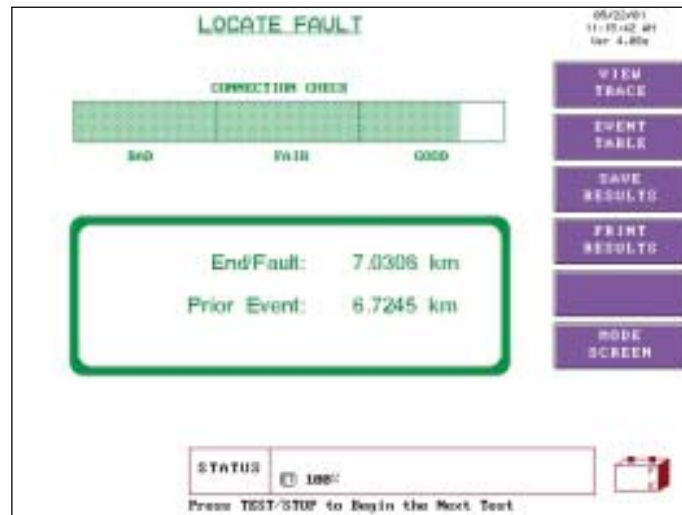 LOCATE FAULT
05/22/01
11:15:42 AM
Ver 4.00a
CONNECTION CHECK
BAD FAIR GOOD
End/Fault: 7.0306 km
Prior Event: 6.7245 km
VIEW
TRACE
EVENT
TABLE
SAVE
RESULTS
PRINT
RESULTS
MODE
SCREEN
STATUS
100%
Press TEST/STOP to Begin the Next Test